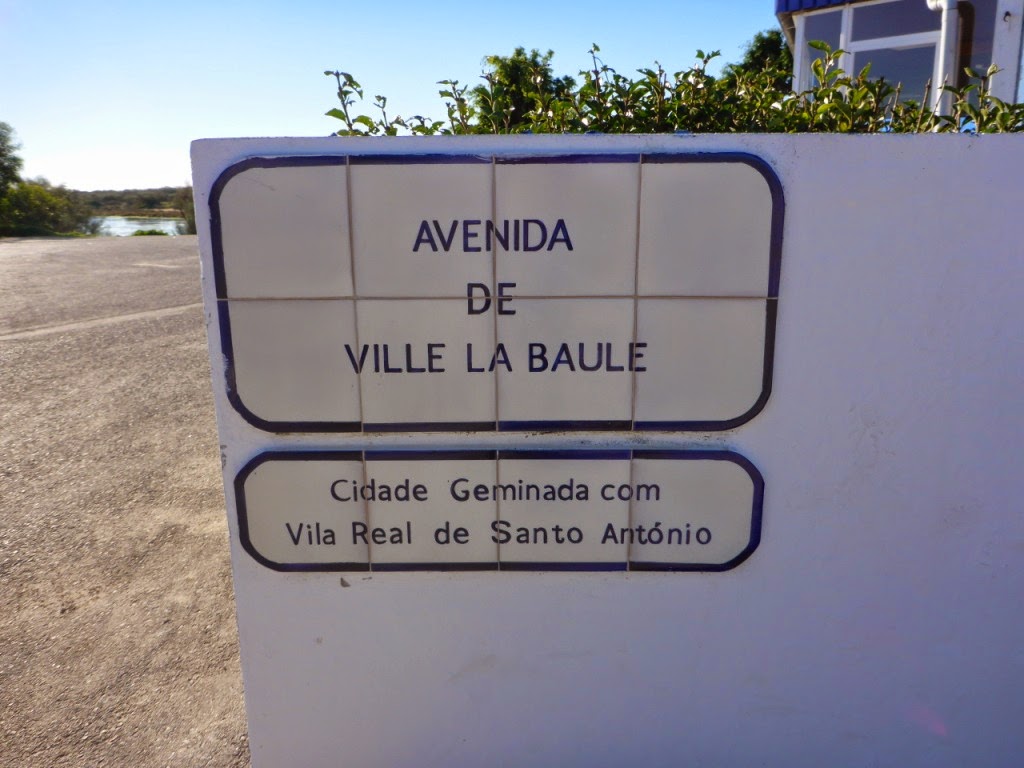 AVENIDA
DE
VILLE LA BAULE
Cidade Geminada com
Vila Real de Santo António